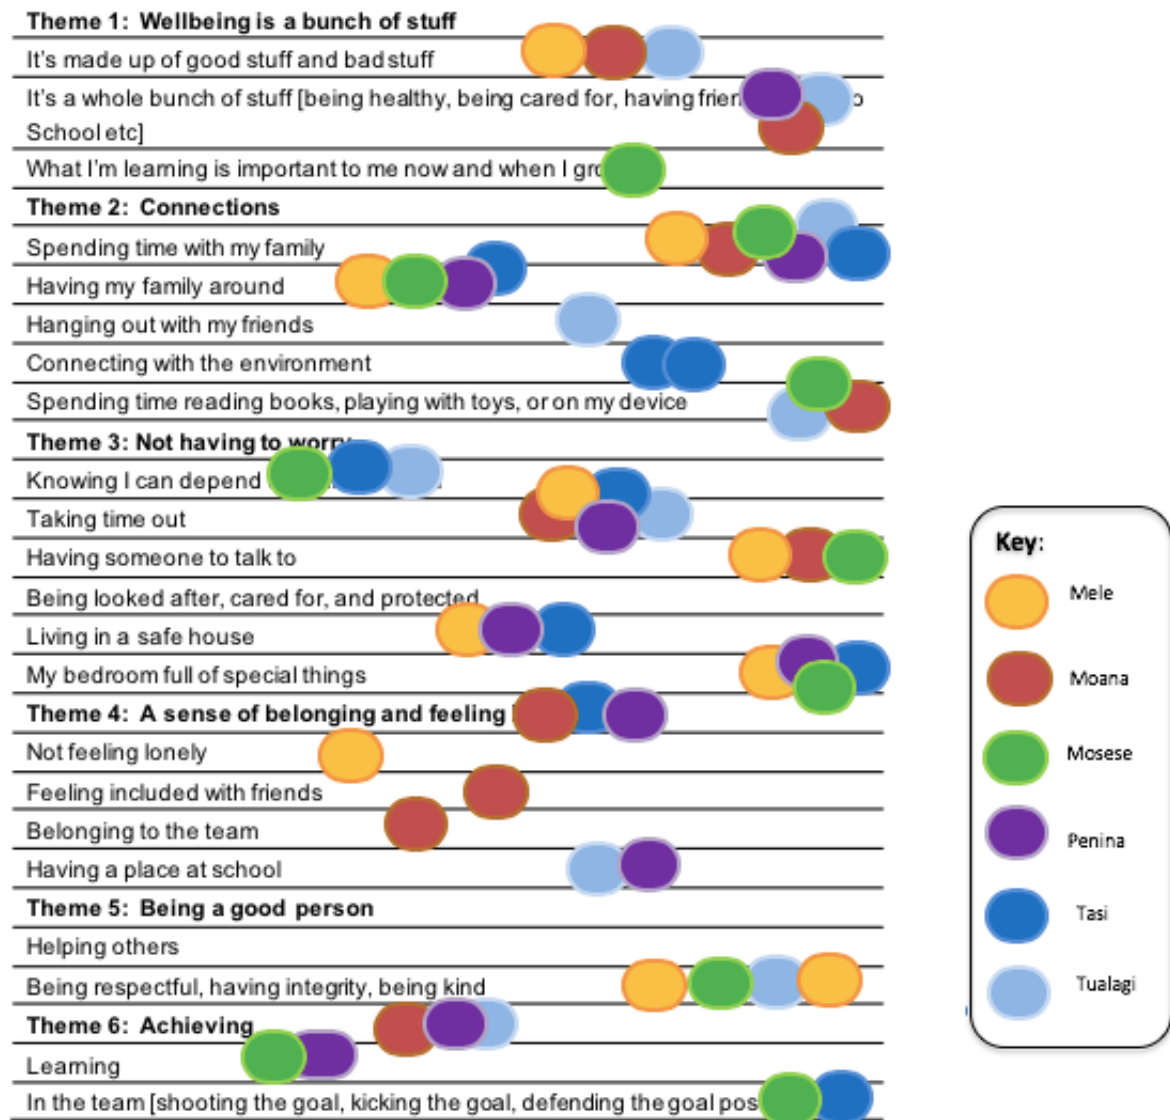 Theme 1: Wellbeing is a bunch of stuff
It's made up of good stuff and bad stuff
It's a whole bunch of stuff [being healthy, being cared for, having
School etc]
What I'm learning is important to me now and when I
Theme 2: Connections
Spending time with my family
Having my family around
Hanging out with my friends
Connecting with the environment
Spending time reading books, playing with toys, or on my device
Theme 3: Not having to worry
Knowing I can depend
Taking time out
Having someone to talk to
Being looked after, cared for, and protected
Living in a safe house
My bedroom full of special things
Theme 4: A sense of belonging and feeling
Not feeling lonely
Feeling included with friends
Belonging to the team
Having a place at school
Theme 5: Being a good person
Helping others
Being respectful, having integrity, being kind
Theme 6: Achieving
Learning
In the team [shooting the goal, kicking the goal, defending the goal
Key:
Mele
Moana
Mosese
Penina
Tasi
Tualagi